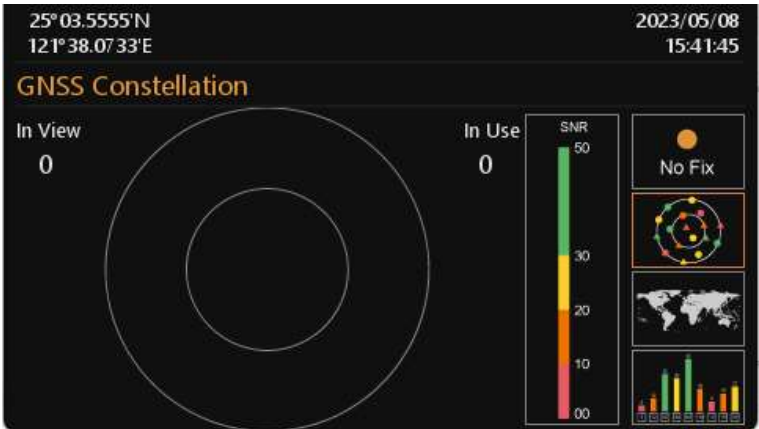 25° 03.5555'N
121° 38.0733'E
2023/05/08
15:41:45
GNSS Constellation
In View
0
In Use
0
SNR
50
30
20
10
00
No Fix